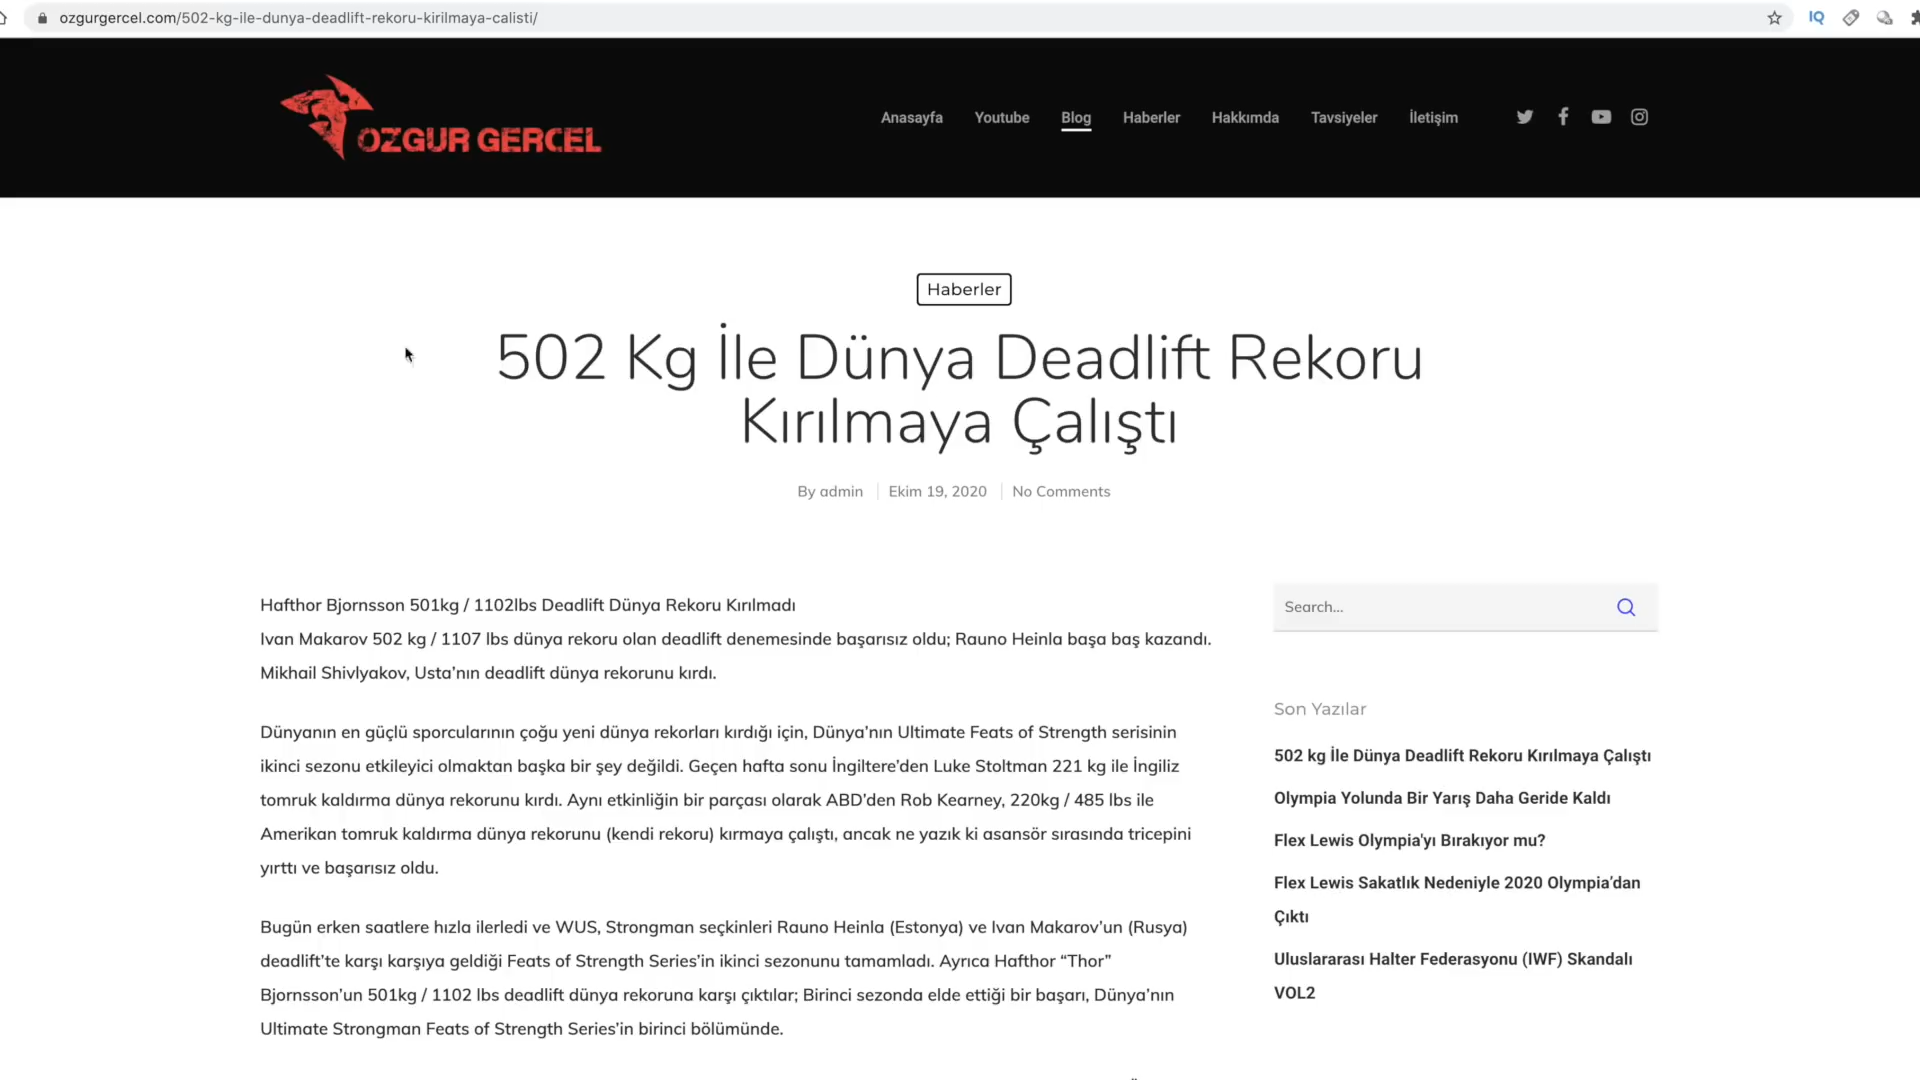 ozgurgercel.com/502-kg-ile-dunya-deadlift-rekoru-kirilmaya-calisti/
IQ
OZGUR GERCEL
Anasayfa Youtube Blog Haberler Hakkımda Tavsiyeler İletişim
Haberler
502 Kg İle Dünya Deadlift Rekoru
Kırılmaya Çalıştı
By admin Ekim 19, 2020 No Comments
Hafthor Bjornsson 501kg / 1102lbs Deadlift Dünya Rekoru Kırılmadı
Ivan Makarov 502 kg / 1107 lbs dünya rekoru olan deadlift denemesinde başarısız oldu; Rauno Heinla başa baş kazandı.
Mikhail Shivlyakov, Usta’nın deadlift dünya rekorunu kırdı.
Dünyanın en güçlü sporcularının çoğu yeni dünya rekorları kırdığı için, Dünya’nın Ultimate Feats of Strength serisinin
ikinci sezonu etkileyici olmaktan başka bir şey değildi. Geçen hafta sonu İngiltere’den Luke Stoltman 221 kg ile İngiliz
tomruk kaldırma dünya rekorunu kırdı. Aynı etkinliğin bir parçası olarak ABD’den Rob Kearney, 220kg / 485 lbs ile
Amerikan tomruk kaldırma dünya rekorunu (kendi rekoru) kırmaya çalıştı, ancak ne yazık ki asansör sırasında tricepini
yırttı ve başarısız oldu.
Bugün erken saatlere hızla ilerledi ve WUS, Strongman seçkinleri Rauno Heinla (Estonya) ve Ivan Makarov’un (Rusya)
deadlift’te karşı karşıya geldiği Feats of Strength Series’in ikinci sezonunu tamamladı. Ayrıca Hafthor “Thor”
Bjornsson’un 501kg / 1102 lbs deadlift dünya rekoruna karşı çıktılar; Birinci sezonda elde ettiği bir başarı, Dünya’nın
Ultimate Strongman Feats of Strength Series’in birinci bölümünde.
Search...
Son Yazılar
502 kg İle Dünya Deadlift Rekoru Kırılmaya Çalıştı
Olympia Yolunda Bir Yarış Daha Geride Kaldı
Flex Lewis Olympia'yı Bırakıyor mu?
Flex Lewis Sakatlık Nedeniyle 2020 Olympia’dan
Çıktı
Uluslararası Halter Federasyonu (IWF) Skandalı
VOL2